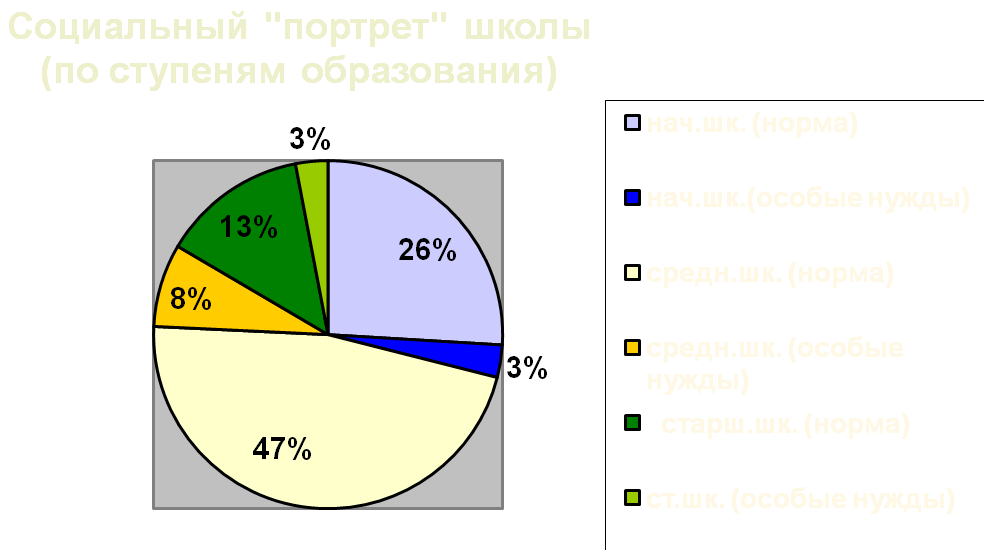 Социальный "портрет" школы
(по ступеням образования)
3%
13%
26%
8%
3%
47%
нач.шк. (норма)
нач.шк.(особые нужды)
средн.шк. (норма)
средн.шк. (особые
нужды)
старш.шк. (норма)
ст.шк. (особые нужды)